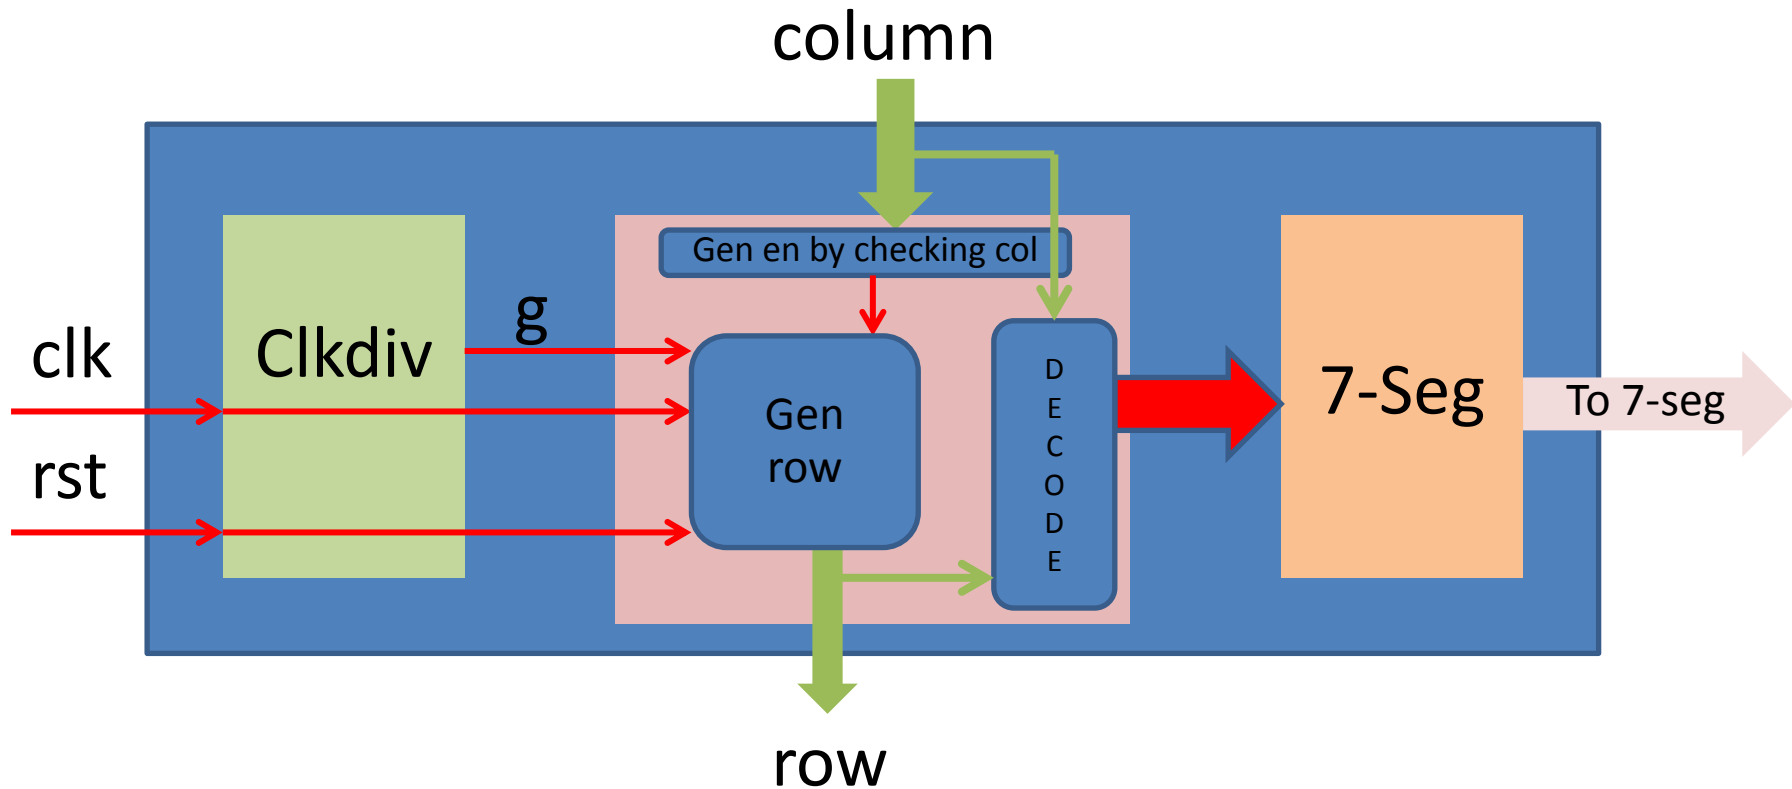 column
Gen en by checking col
g
clk
Clkdiv
rst
Gen
row
D
E
C
O
D
E
7-Seg
To 7-seg
row